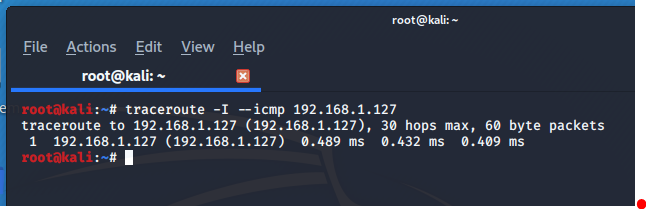 root@kali: ~
File Actions Edit View Help
root@kali: ~
root@kali:~# traceroute -I --icmp 192.168.1.127
traceroute to 192.168.1.127 (192.168.1.127), 30 hops max, 60 byte packets
 1  192.168.1.127 (192.168.1.127)  0.489 ms  0.432 ms  0.409 ms
root@kali:~#